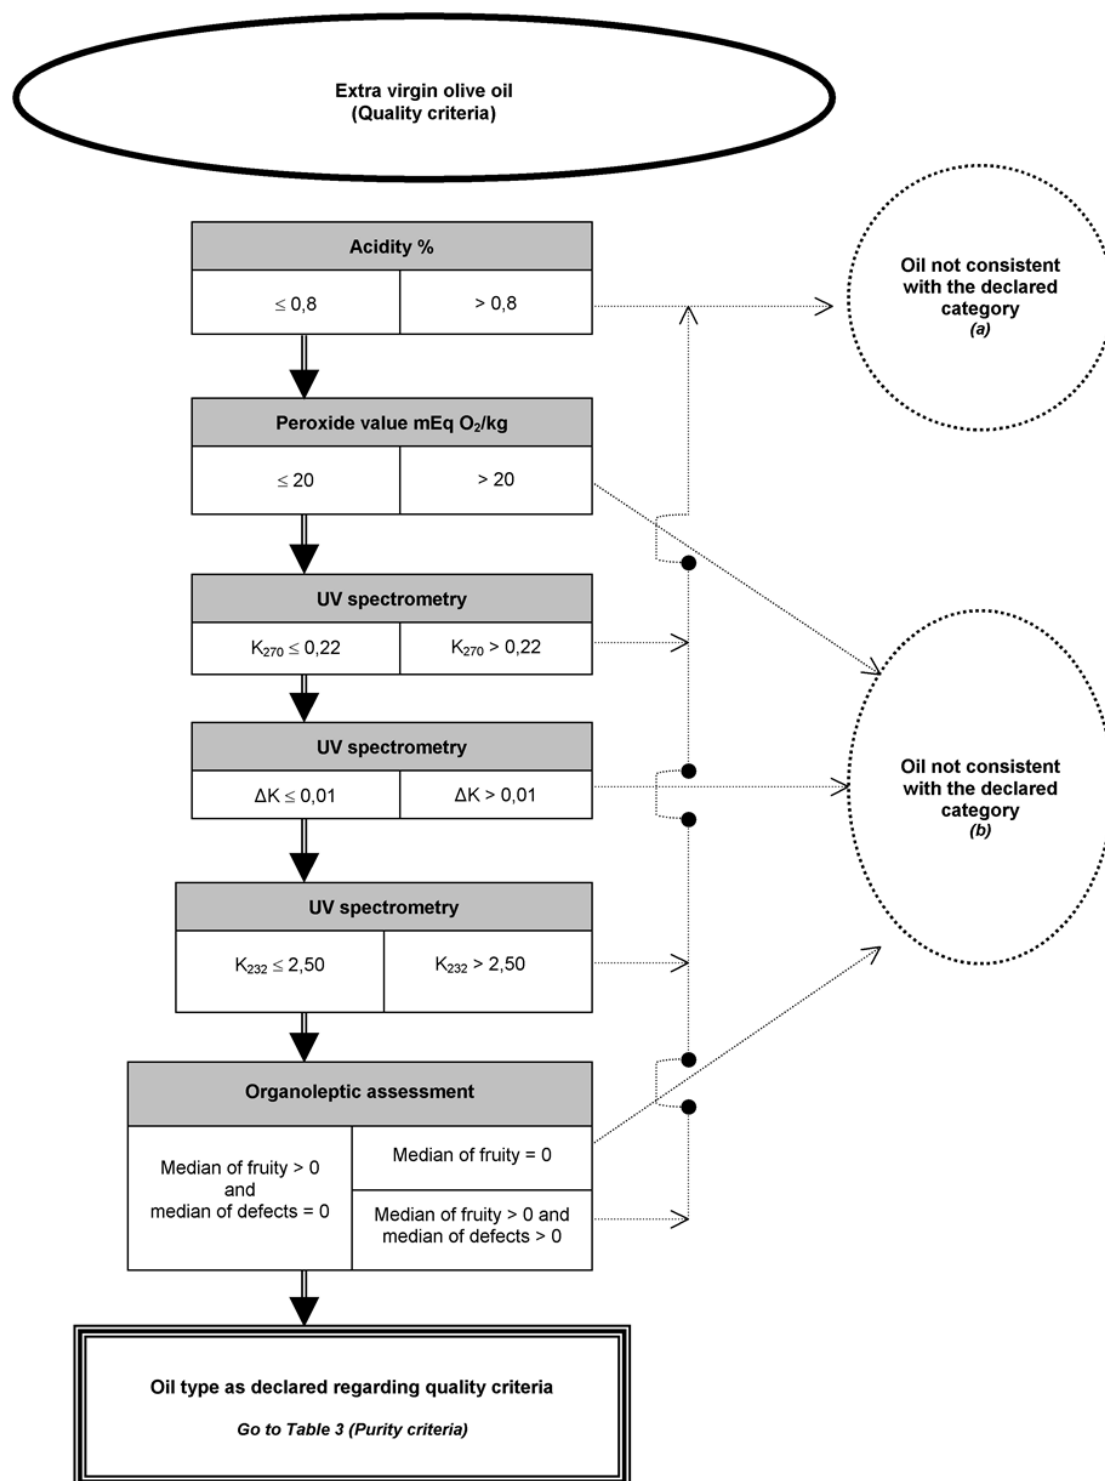 Extra virgin olive oil
(Quality criteria)
Acidity %
≤ 0,8
> 0,8
Oil not consistent
with the declared
category
(a)
Peroxide value mEq O₂/kg
≤ 20
> 20
UV spectrometry
K₂₇₀ ≤ 0,22
K₂₇₀ > 0,22
UV spectrometry
ΔK ≤ 0,01
ΔK > 0,01
Oil not consistent
with the declared
category
(b)
UV spectrometry
K₂₃₂ ≤ 2,50
K₂₃₂ > 2,50
Organoleptic assessment
Median of fruity > 0
and
median of defects = 0
Median of fruity = 0
Median of fruity > 0 and
median of defects > 0
Oil type as declared regarding quality criteria
Go to Table 3 (Purity criteria)